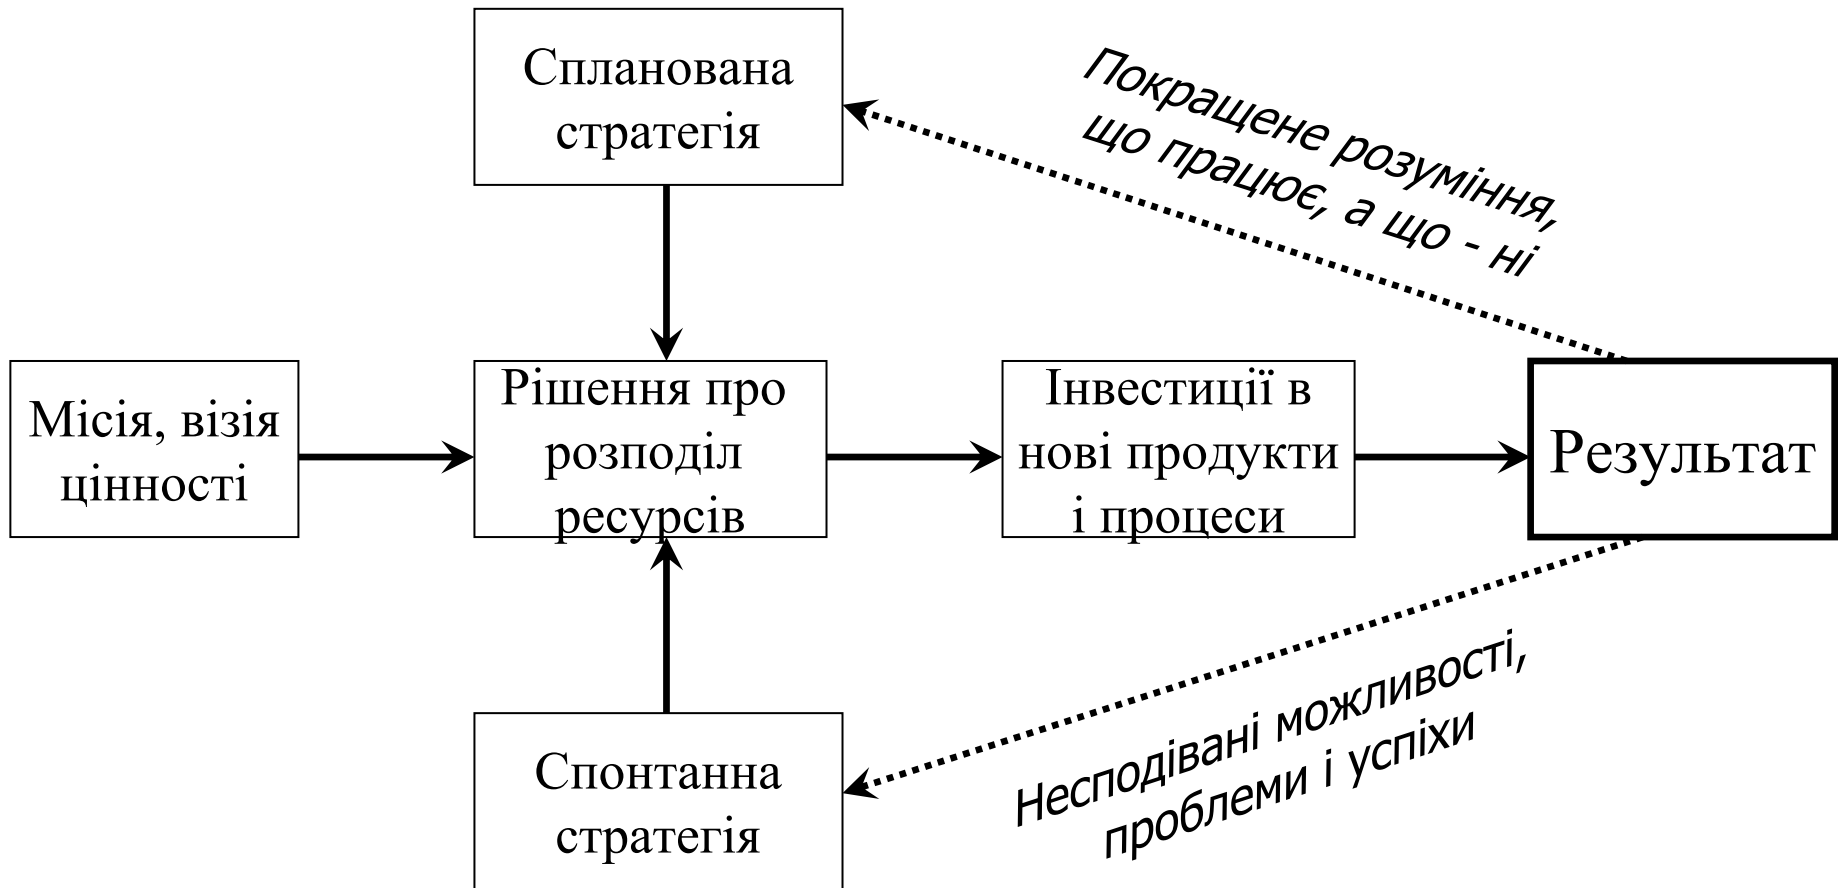 Спланована
стратегія
Покращене розуміння,
що працює, а що - ні
Місія, візія
цінності
Рішення про
розподіл
ресурсів
Інвестиції в
нові продукти
і процеси
Результат
Спонтанна
стратегія
Несподівані можливості,
проблеми і успіхи